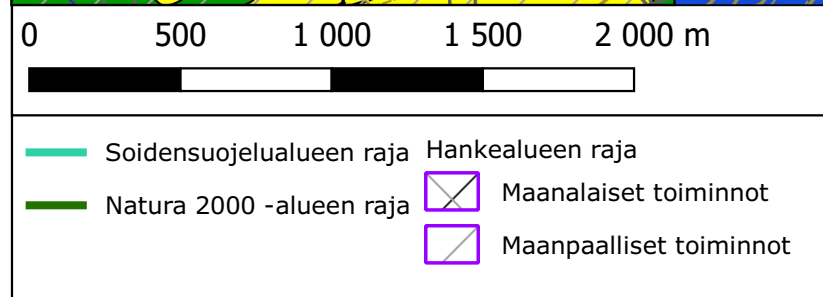 0 500 1 000 1 500 2 000 m
Soidensuojelualueen raja
Natura 2000 -alueen raja
Hankealueen raja
Maanalaiset toiminnot
Maanpaalliset toiminnot